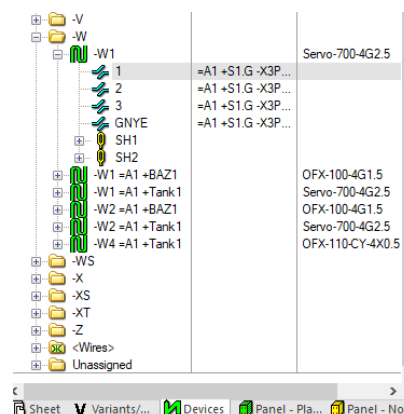 -V
-W
-W1 Servo-700-4G2.5
1 =A1 +S1.G -X3P...
2 =A1 +S1.G -X3P...
3 =A1 +S1.G -X3P...
GNYE =A1 +S1.G -X3P...
SH1
SH2
-W1 =A1 +BAZ1 OFX-100-4G1.5
-W1 =A1 +Tank1 Servo-700-4G2.5
-W2 =A1 +BAZ1 OFX-100-4G1.5
-W2 =A1 +Tank1 Servo-700-4G2.5
-W4 =A1 +Tank1 OFX-110-CY-4X0.5
-WS
-X
-XS
-XT
-Z
<Wires>
Unassigned
Sheet Variants/... Devices Panel - Pla... Panel - No